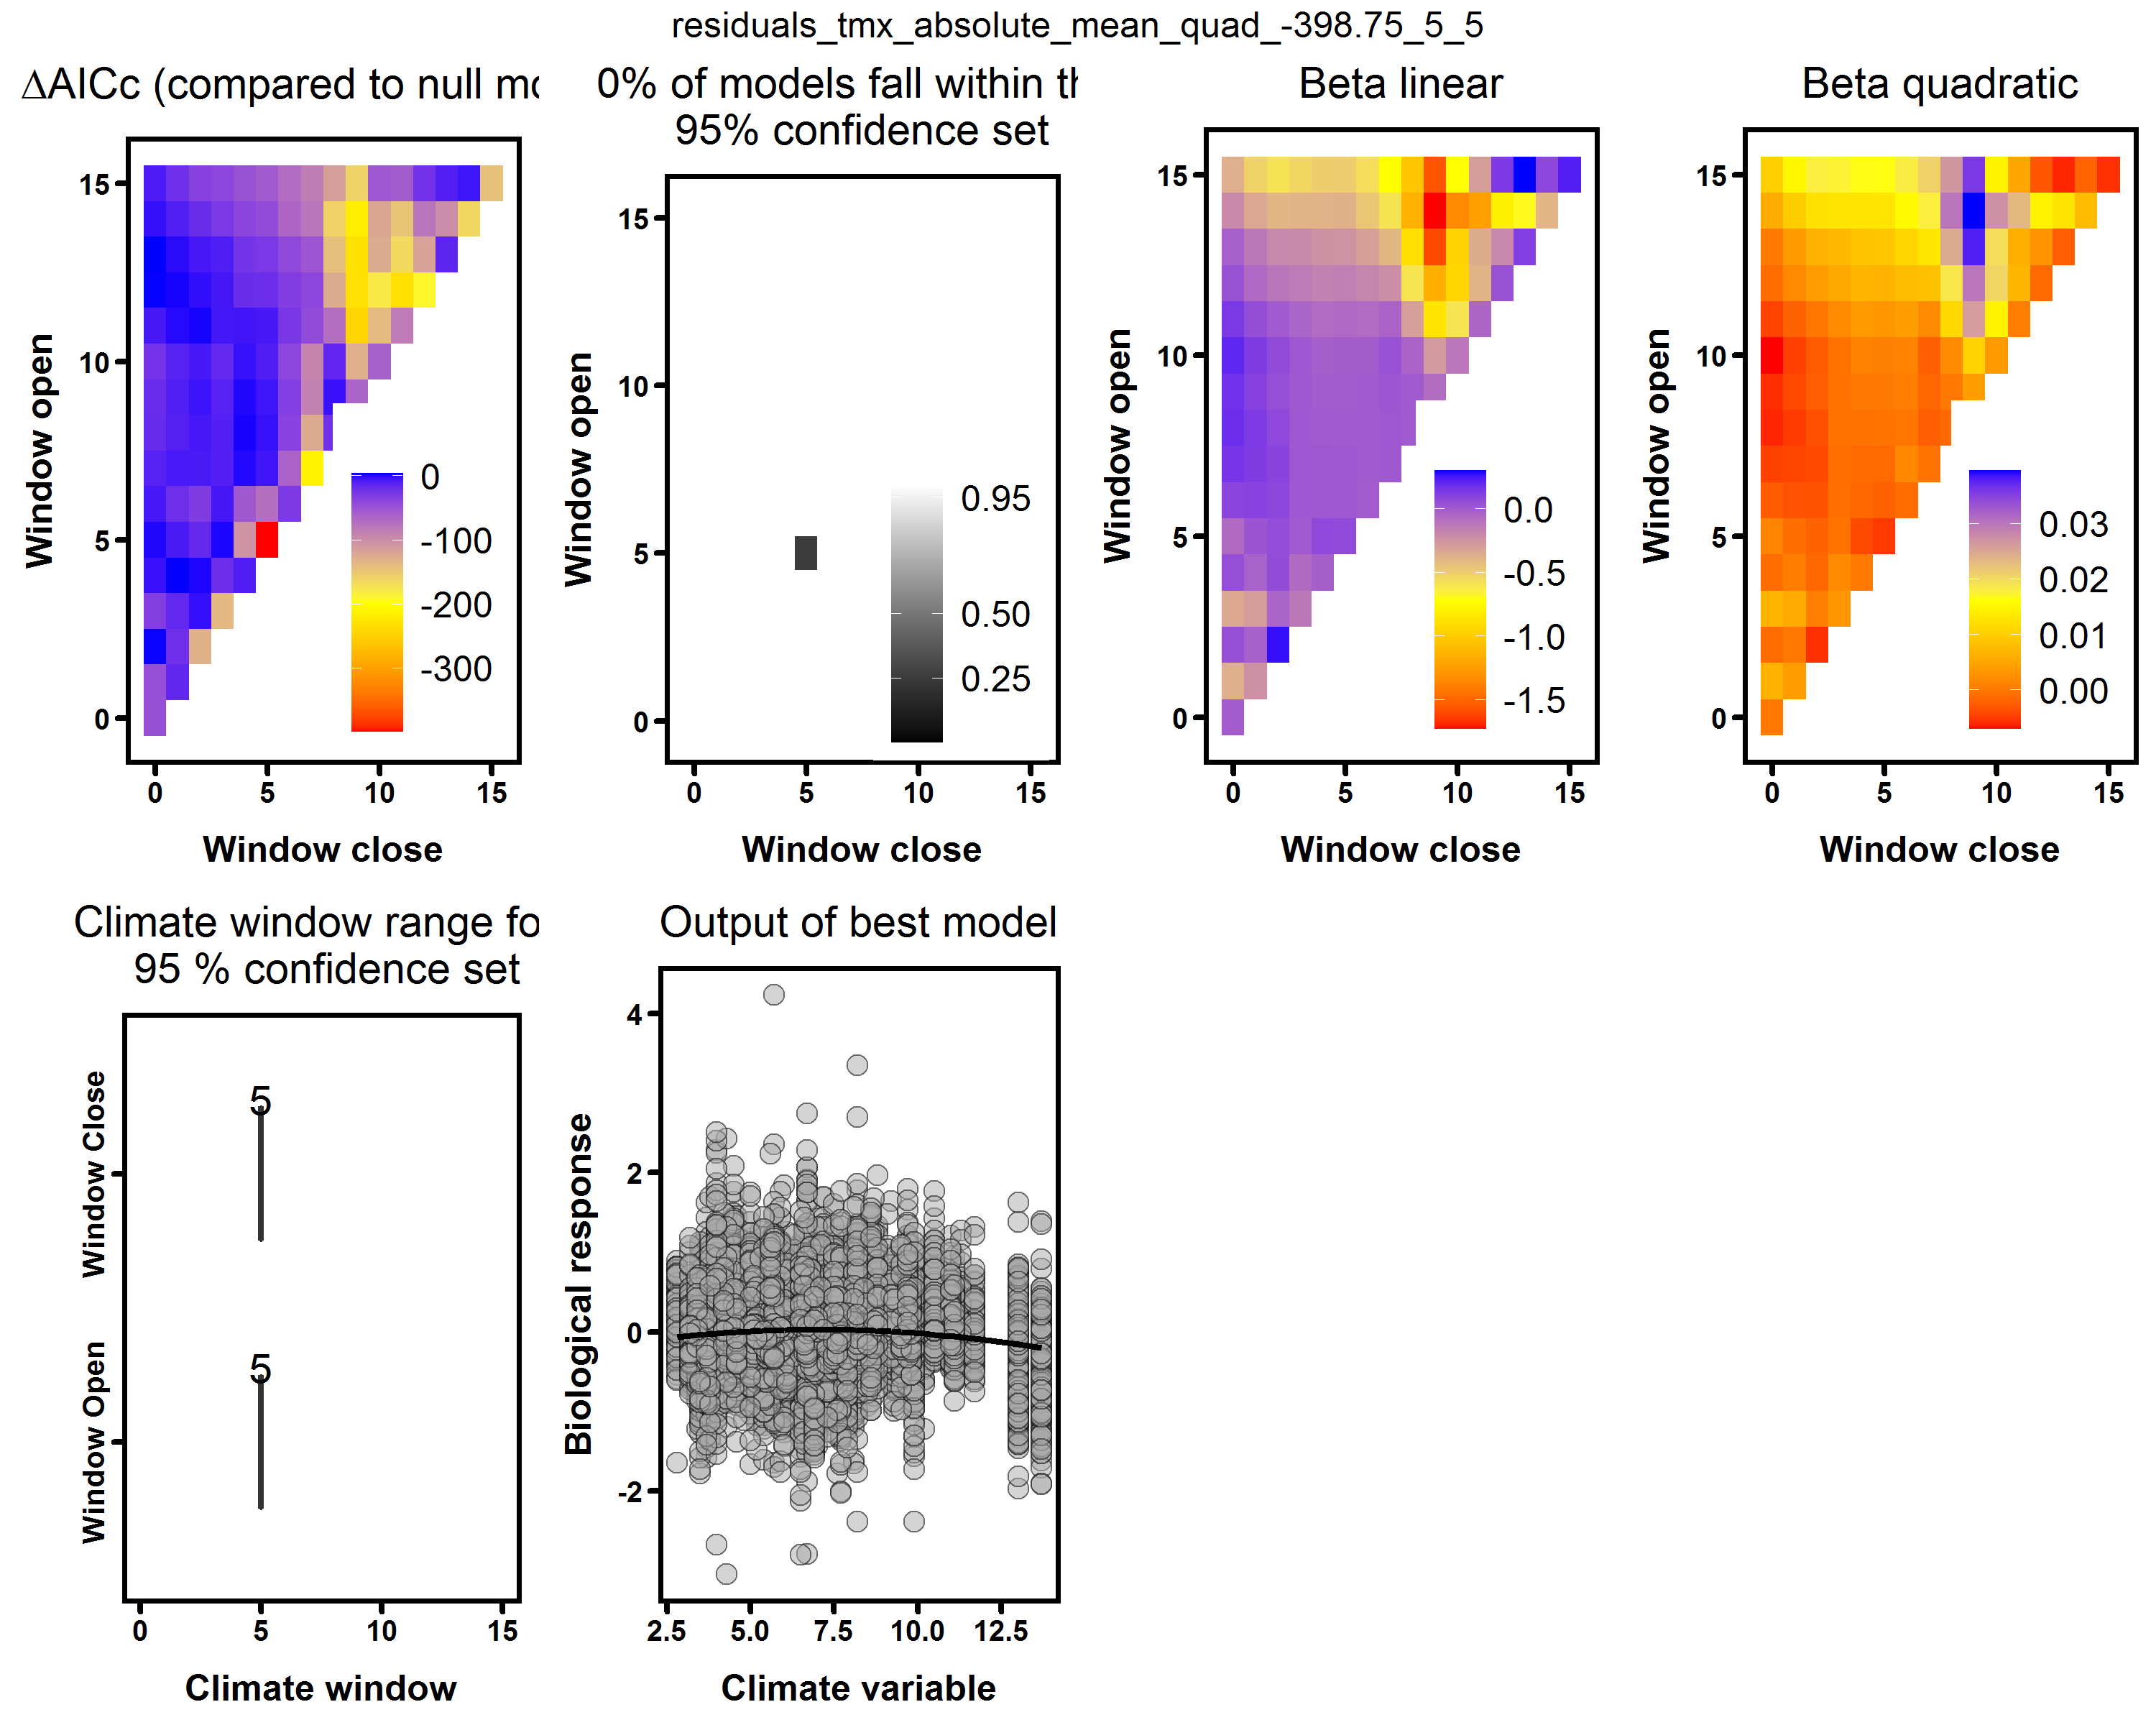 residuals_tmx_absolute_mean_quad_-398.75_5_5
ΔAICc (compared to null mo
Window open
15
10
5
0
0
-100
-200
-300
0 5 10 15
Window close
0% of models fall within th
95% confidence set
Window open
15
10
5
0
0.95
0.50
0.25
0 5 10 15
Window close
Beta linear
Window open
15
10
5
0
0.0
-0.5
-1.0
-1.5
0 5 10 15
Window close
Beta quadratic
Window open
15
10
5
0
0.03
0.02
0.01
0.00
0 5 10 15
Window close
Climate window range fo
95 % confidence set
Window Close
Window Open
5
5
0 5 10 15
Climate window
Output of best model
Biological response
4
2
0
-2
2.5 5.0 7.5 10.0 12.5
Climate variable